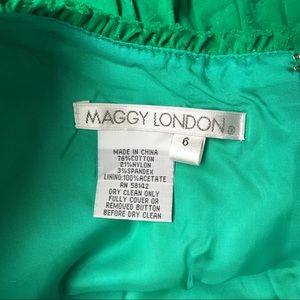 MAGGY LONDON®
6
MADE IN CHINA
76%COTTON
21%NYLON
3%SPANDEX
LINING:100%ACETATE
RN 58142
DRY CLEAN ONLY
FULLY COVER OR
REMOVED BUTTON
BEFORE DRY CLEAN